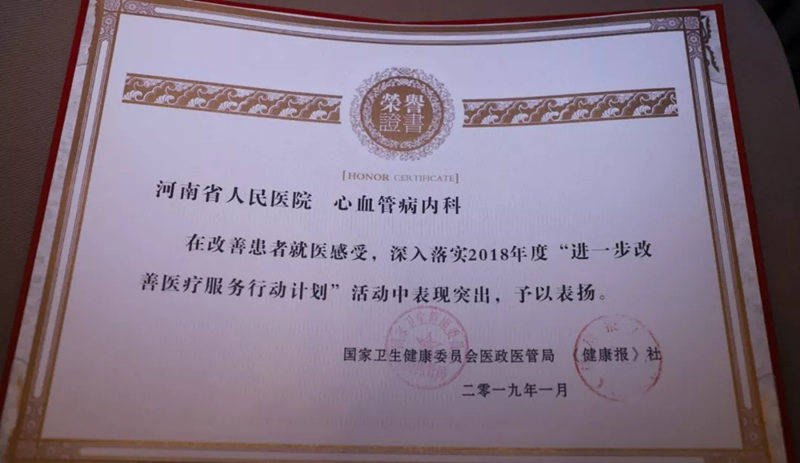 榮譽
證書
[HONOR CERTIFICATE]
河南省人民医院 心血管病内科
在改善患者就医感受，深入落实2018年度“进一步改
善医疗服务行动计划”活动中表现突出，予以表扬。
国家卫生健康委员会医政医管局 《健康报》社
二零一九年一月